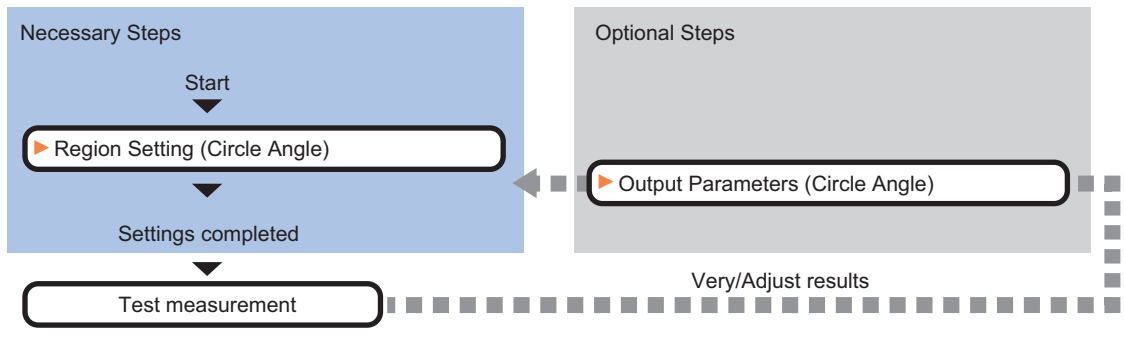 Necessary Steps
Start
Region Setting (Circle Angle)
Settings completed
Test measurement
Optional Steps
Output Parameters (Circle Angle)
Very/Adjust results